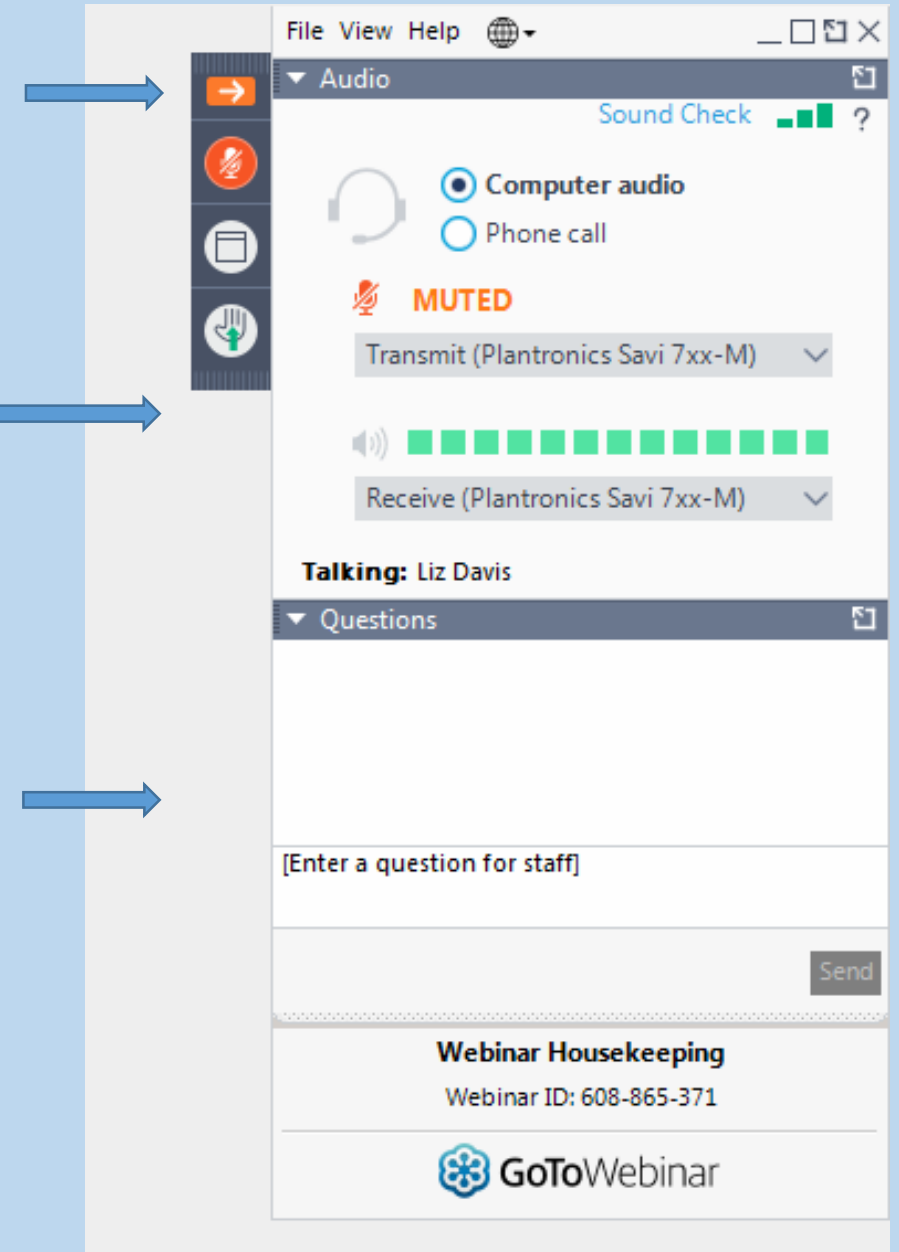 File View Help
Audio
Sound Check ?
Computer audio
Phone call
MUTED
Transmit (Plantronics Savi 7xx-M)
Receive (Plantronics Savi 7xx-M)
Talking: Liz Davis
Questions
[Enter a question for staff]
Send
Webinar Housekeeping
Webinar ID: 608-865-371
GoToWebinar